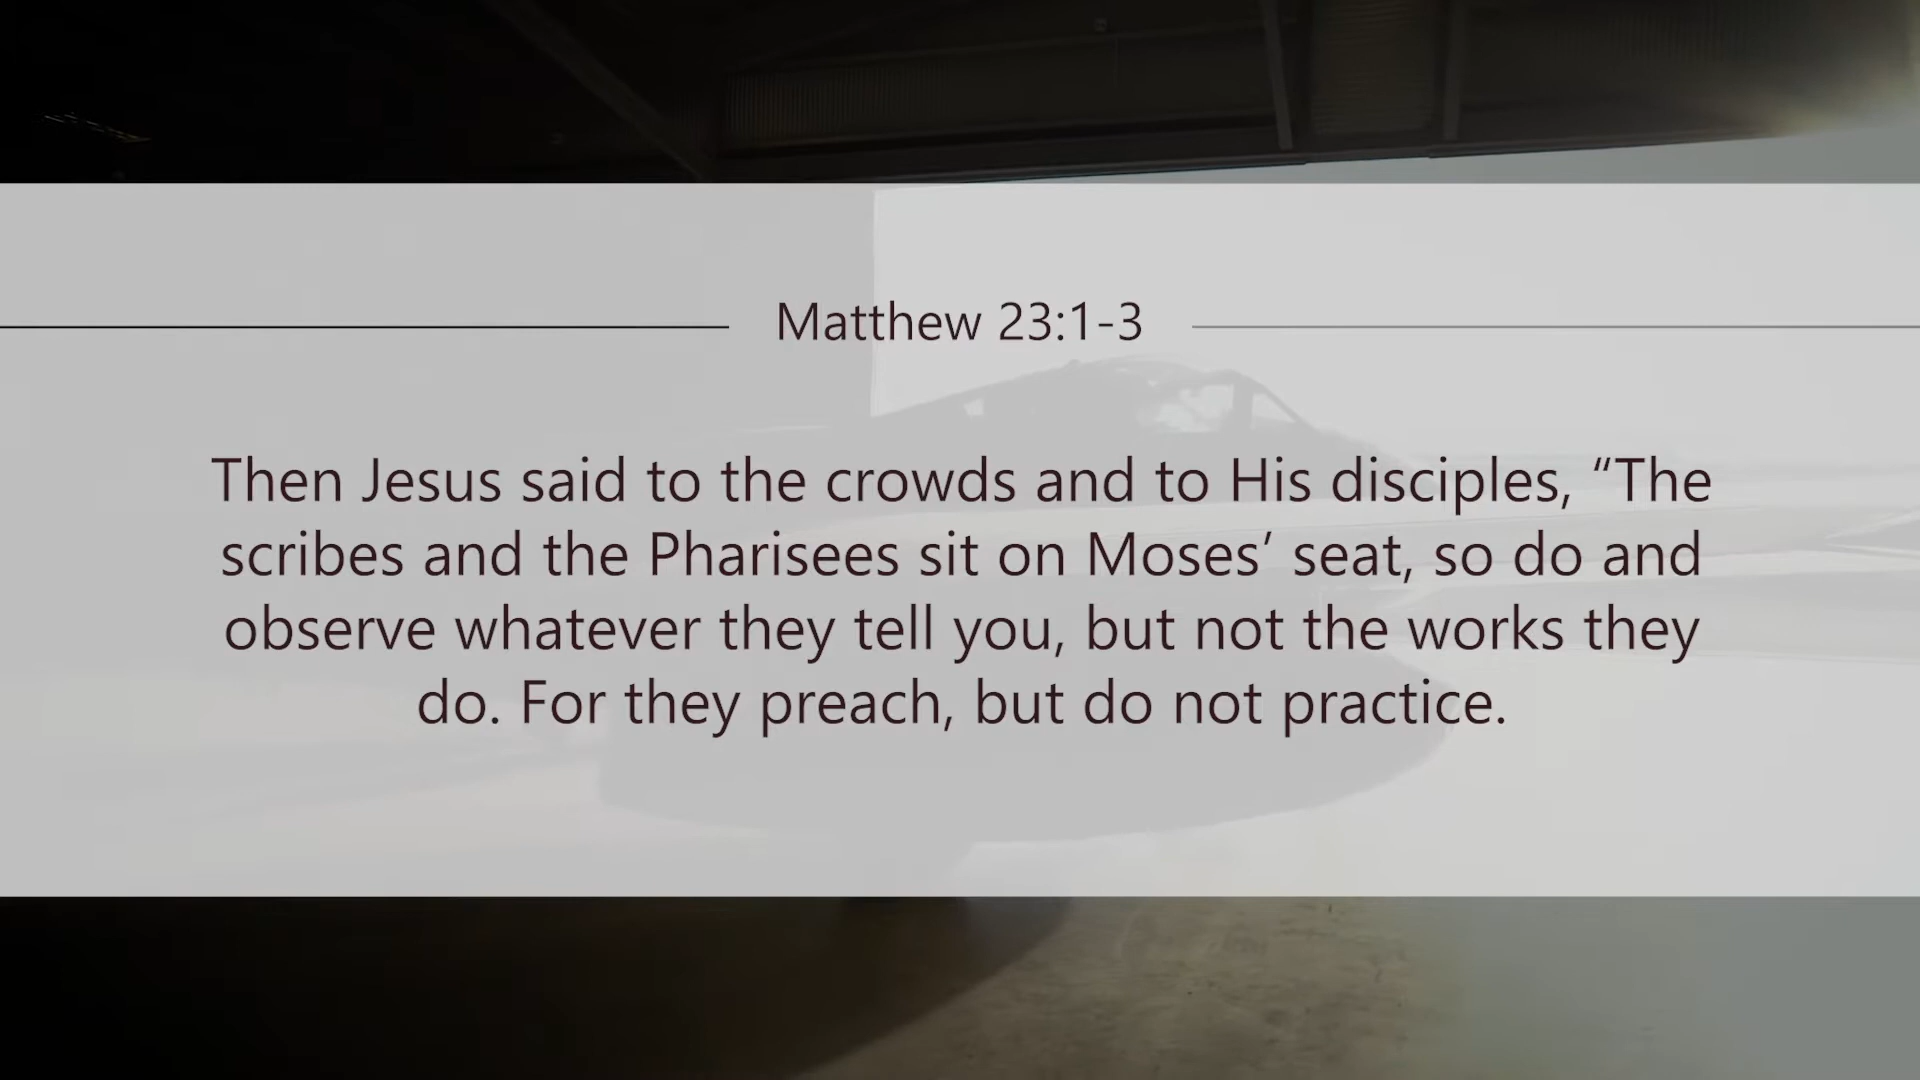 Matthew 23:1-3
Then Jesus said to the crowds and to His disciples, “The
scribes and the Pharisees sit on Moses’ seat, so do and
observe whatever they tell you, but not the works they
do. For they preach, but do not practice.